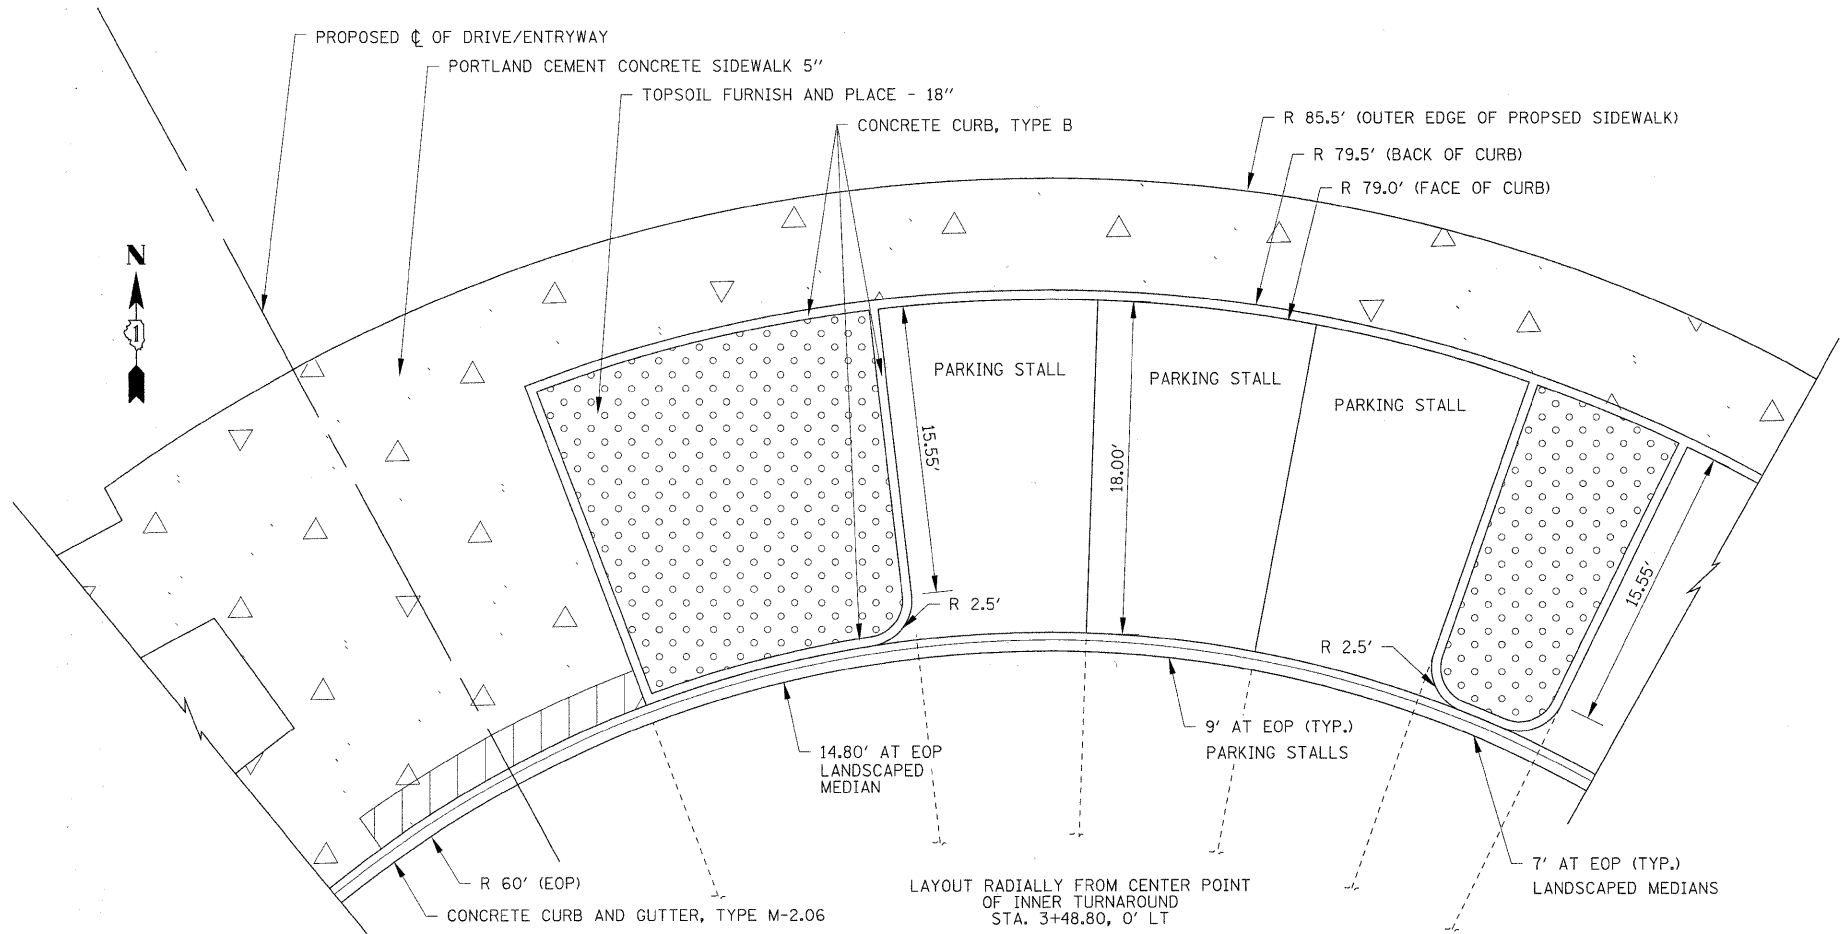 PROPOSED ℄ OF DRIVE/ENTRYWAY
PORTLAND CEMENT CONCRETE SIDEWALK 5"
TOPSOIL FURNISH AND PLACE - 18"
CONCRETE CURB, TYPE B
R 85.5' (OUTER EDGE OF PROPSED SIDEWALK)
R 79.5' (BACK OF CURB)
R 79.0' (FACE OF CURB)
N
1
PARKING STALL
PARKING STALL
PARKING STALL
15.55'
18.00'
15.55'
R 2.5'
R 2.5'
9' AT EOP (TYP.)
PARKING STALLS
14.80' AT EOP
LANDSCAPED
MEDIAN
7' AT EOP (TYP.)
LANDSCAPED MEDIANS
R 60' (EOP)
CONCRETE CURB AND GUTTER, TYPE M-2.06
LAYOUT RADIALLY FROM CENTER POINT
OF INNER TURNAROUND
STA. 3+48.80, 0' LT